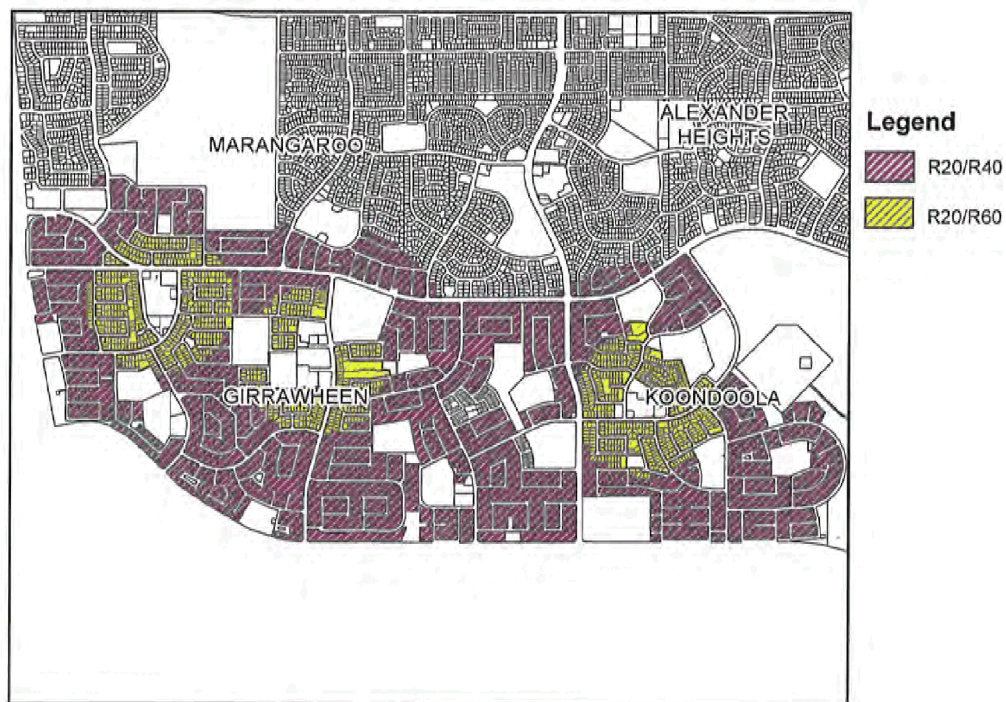 MARANGAROO
ALEXANDER
HEIGHTS
GIRRAWHEEN
KOONDOOLA
Legend
R20/R40
R20/R60